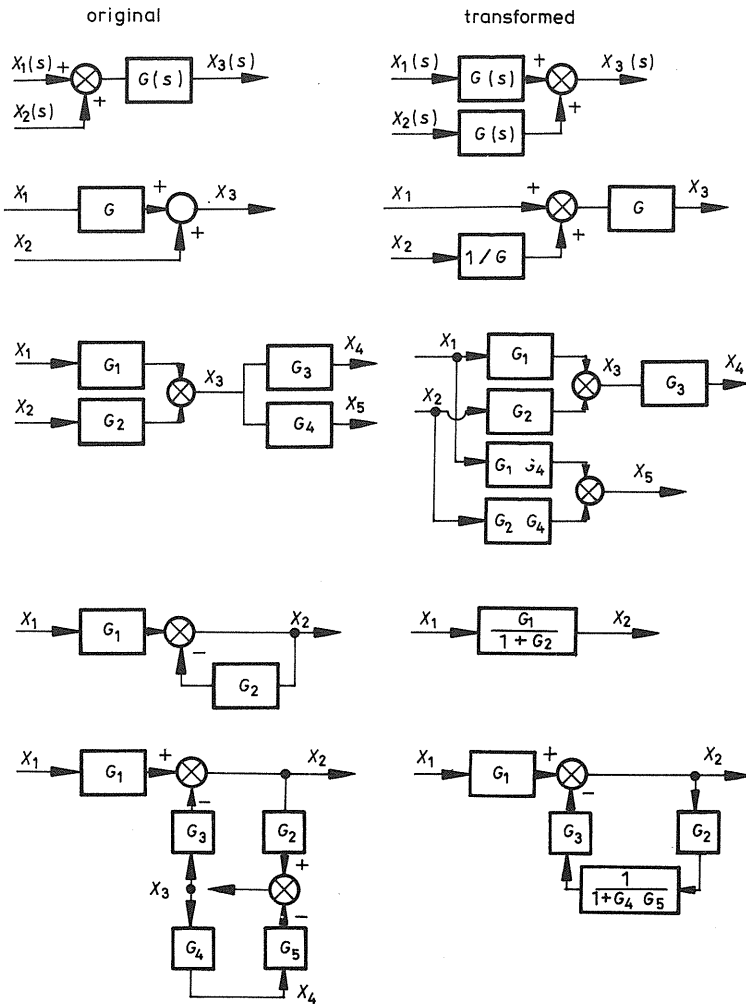 original transformed
X1(s) + G(s) X3(s)
X2(s) +
X1(s) G(s) + X3(s)
X2(s) G(s) +
X1 G + X3
X2 +
X1 + G X3
X2 1/G +
X1 G1 X3 G3 X4
X2 G2 G4 X5
X1 G1 X3 G3 X4
X2 G2
G1 G4 X5
G2 G4
X1 G1 X2
−
G2
X1 G1 X2
1 + G2
X1 G1 + X2
−
G3 G2
+
X3
−
G4 G5
X4
X1 G1 + X2
−
G3 G2
1
1+G4 G5